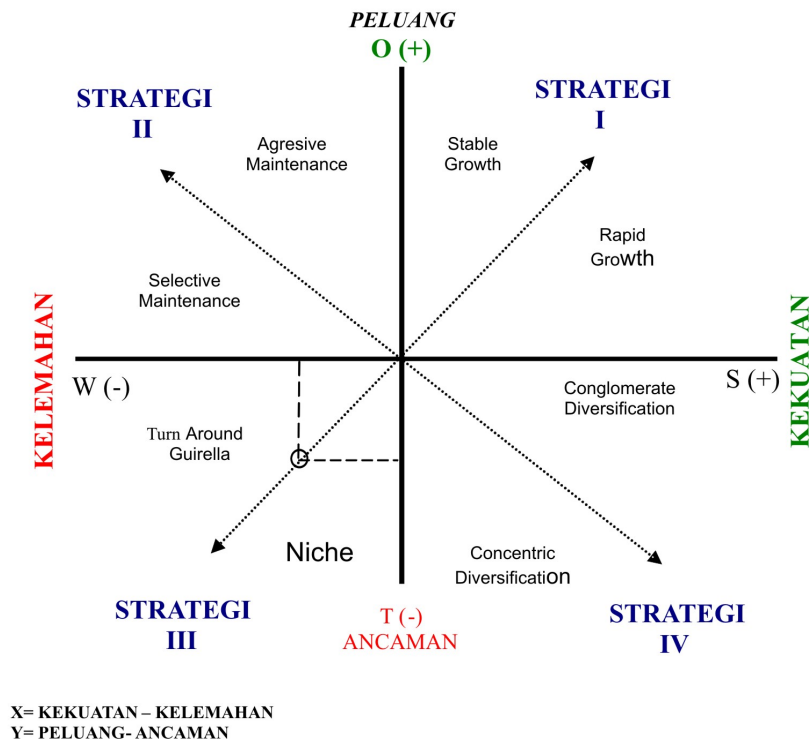 PELUANG
O (+)
STRATEGI
II
STRATEGI
I
Agresive
Maintenance
Stable
Growth
Rapid
Growth
Selective
Maintenance
KELEMAHAN
KEKUATAN
W (-)
S (+)
Conglomerate
Diversification
Turn Around
Guirella
Niche
Concentric
Diversification
STRATEGI
III
T (-)
ANCAMAN
STRATEGI
IV
X= KEKUATAN – KELEMAHAN
Y= PELUANG- ANCAMAN